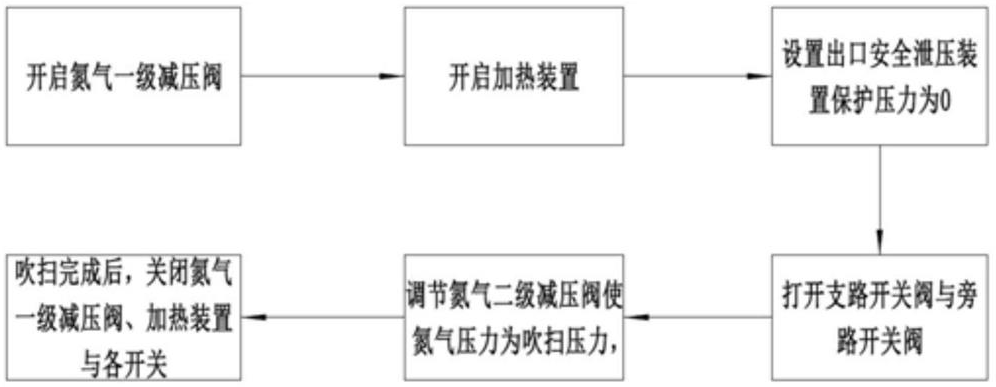 开启氮气一级减压阀
开启加热装置
设置出口安全泄压装
置保护压力为0
打开支路开关阀与旁
路开关阀
调节氮气二级减压阀使
氮气压力为吹扫压力，
吹扫完成后，关闭氮气
一级减压阀、加热装置
与各开关